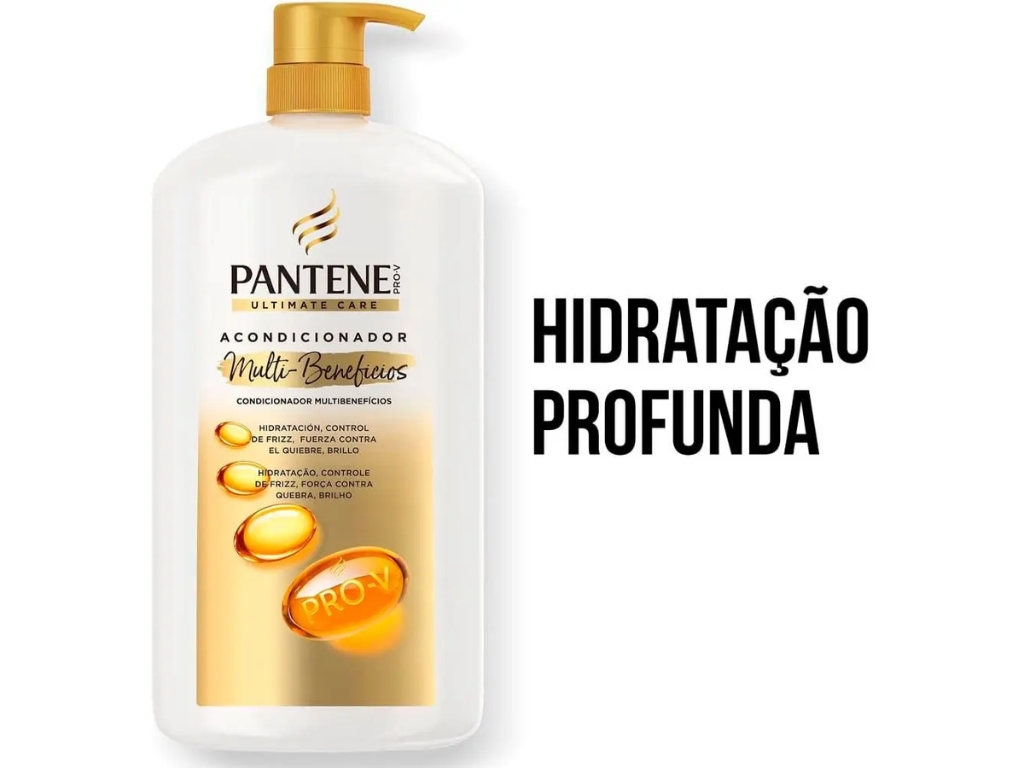 PANTENE PRO-V
ULTIMATE CARE
ACONDICIONADOR
Multi-Beneficios
CONDICIONADOR MULTIBENEFÍCIOS
HIDRATACIÓN, CONTROL
DE FRIZZ, FUERZA CONTRA
EL QUIEBRE, BRILLO
HIDRATAÇÃO, CONTROLE
DE FRIZZ, FORÇA CONTRA
QUEBRA, BRILHO
PRO-V
HIDRATAÇÃO
PROFUNDA